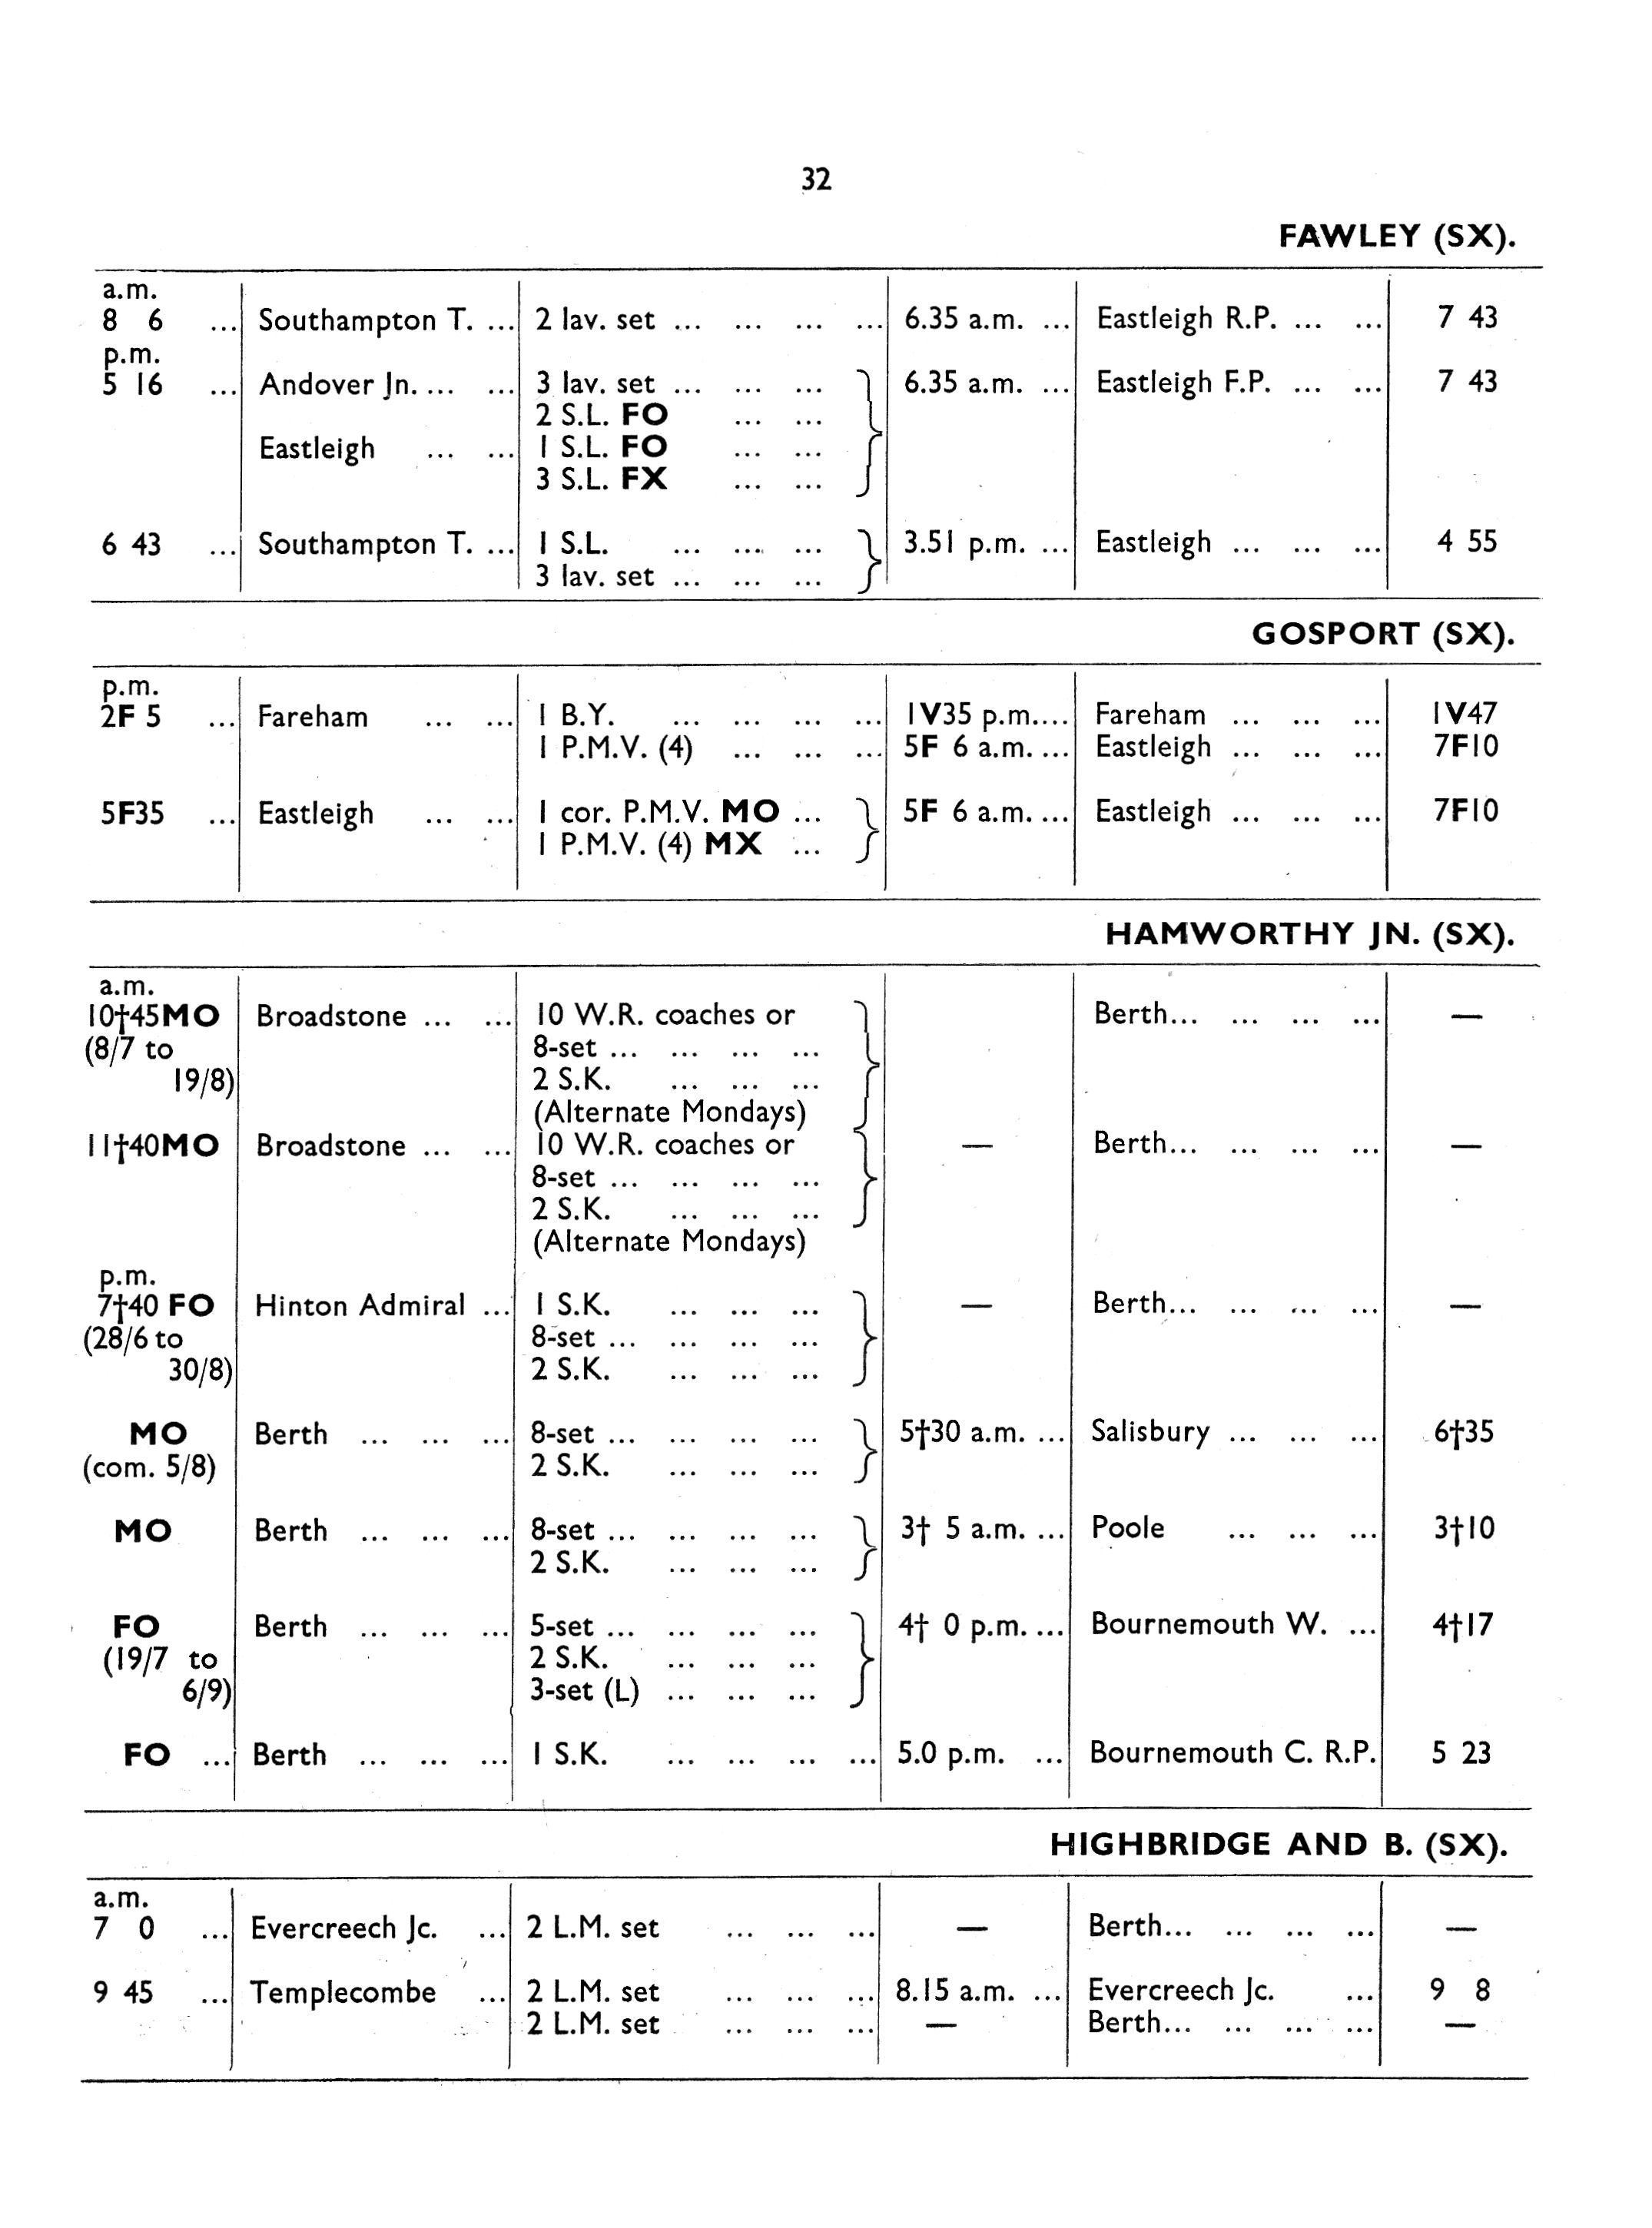 32
FAWLEY (SX).
a.m.
8 6 ... Southampton T. ... 2 lav. set ... ... ... ... 6.35 a.m. ... Eastleigh R.P. ... ... 7 43
p.m.
5 16 ... Andover Jn. ... ... 3 lav. set ... ... ... 6.35 a.m. ... Eastleigh F.P. ... ... 7 43
2 S.L. FO ... ...
Eastleigh ... ... 1 S.L. FO ... ...
3 S.L. FX ... ...
6 43 ... Southampton T. ... 1 S.L. ... ... ... 3.51 p.m. ... Eastleigh ... ... ... 4 55
3 lav. set ... ... ...
GOSPORT (SX).
p.m.
2F 5 ... Fareham ... ... 1 B.Y. ... ... ... ... 1V35 p.m.... Fareham ... ... ... 1V47
1 P.M.V. (4) ... ... ... 5F 6 a.m. ... Eastleigh ... ... ... 7F10
5F35 ... Eastleigh ... ... 1 cor. P.M.V. MO ... 5F 6 a.m. ... Eastleigh ... ... ... 7F10
1 P.M.V. (4) MX ...
HAMWORTHY JN. (SX).
a.m.
10†45MO Broadstone ... ... 10 W.R. coaches or Berth... ... ... ... —
(8/7 to 8-set ... ... ... ...
19/8) 2 S.K. ... ... ...
(Alternate Mondays)
11†40MO Broadstone ... ... 10 W.R. coaches or — Berth... ... ... ... —
8-set ... ... ... ...
2 S.K. ... ... ...
(Alternate Mondays)
p.m.
7†40 FO Hinton Admiral ... 1 S.K. ... ... ... — Berth... ... ... ... —
(28/6 to 8-set ... ... ... ...
30/8) 2 S.K. ... ... ...
MO Berth ... ... ... 8-set ... ... ... ... 5†30 a.m. ... Salisbury ... ... ... 6†35
(com. 5/8) 2 S.K. ... ... ...
MO Berth ... ... ... 8-set ... ... ... ... 3† 5 a.m. ... Poole ... ... ... 3†10
2 S.K. ... ... ...
FO Berth ... ... ... 5-set ... ... ... ... 4† 0 p.m. ... Bournemouth W. ... 4†17
(19/7 to 2 S.K. ... ... ...
6/9) 3-set (L) ... ... ...
FO ... Berth ... ... ... 1 S.K. ... ... ... ... 5.0 p.m. ... Bournemouth C. R.P. 5 23
HIGHBRIDGE AND B. (SX).
a.m.
7 0 ... Evercreech Jc. ... 2 L.M. set ... ... ... — Berth... ... ... ... —
9 45 ... Templecombe ... 2 L.M. set ... ... ... 8.15 a.m. ... Evercreech Jc. ... 9 8
2 L.M. set ... ... ... — Berth... ... ... ... —